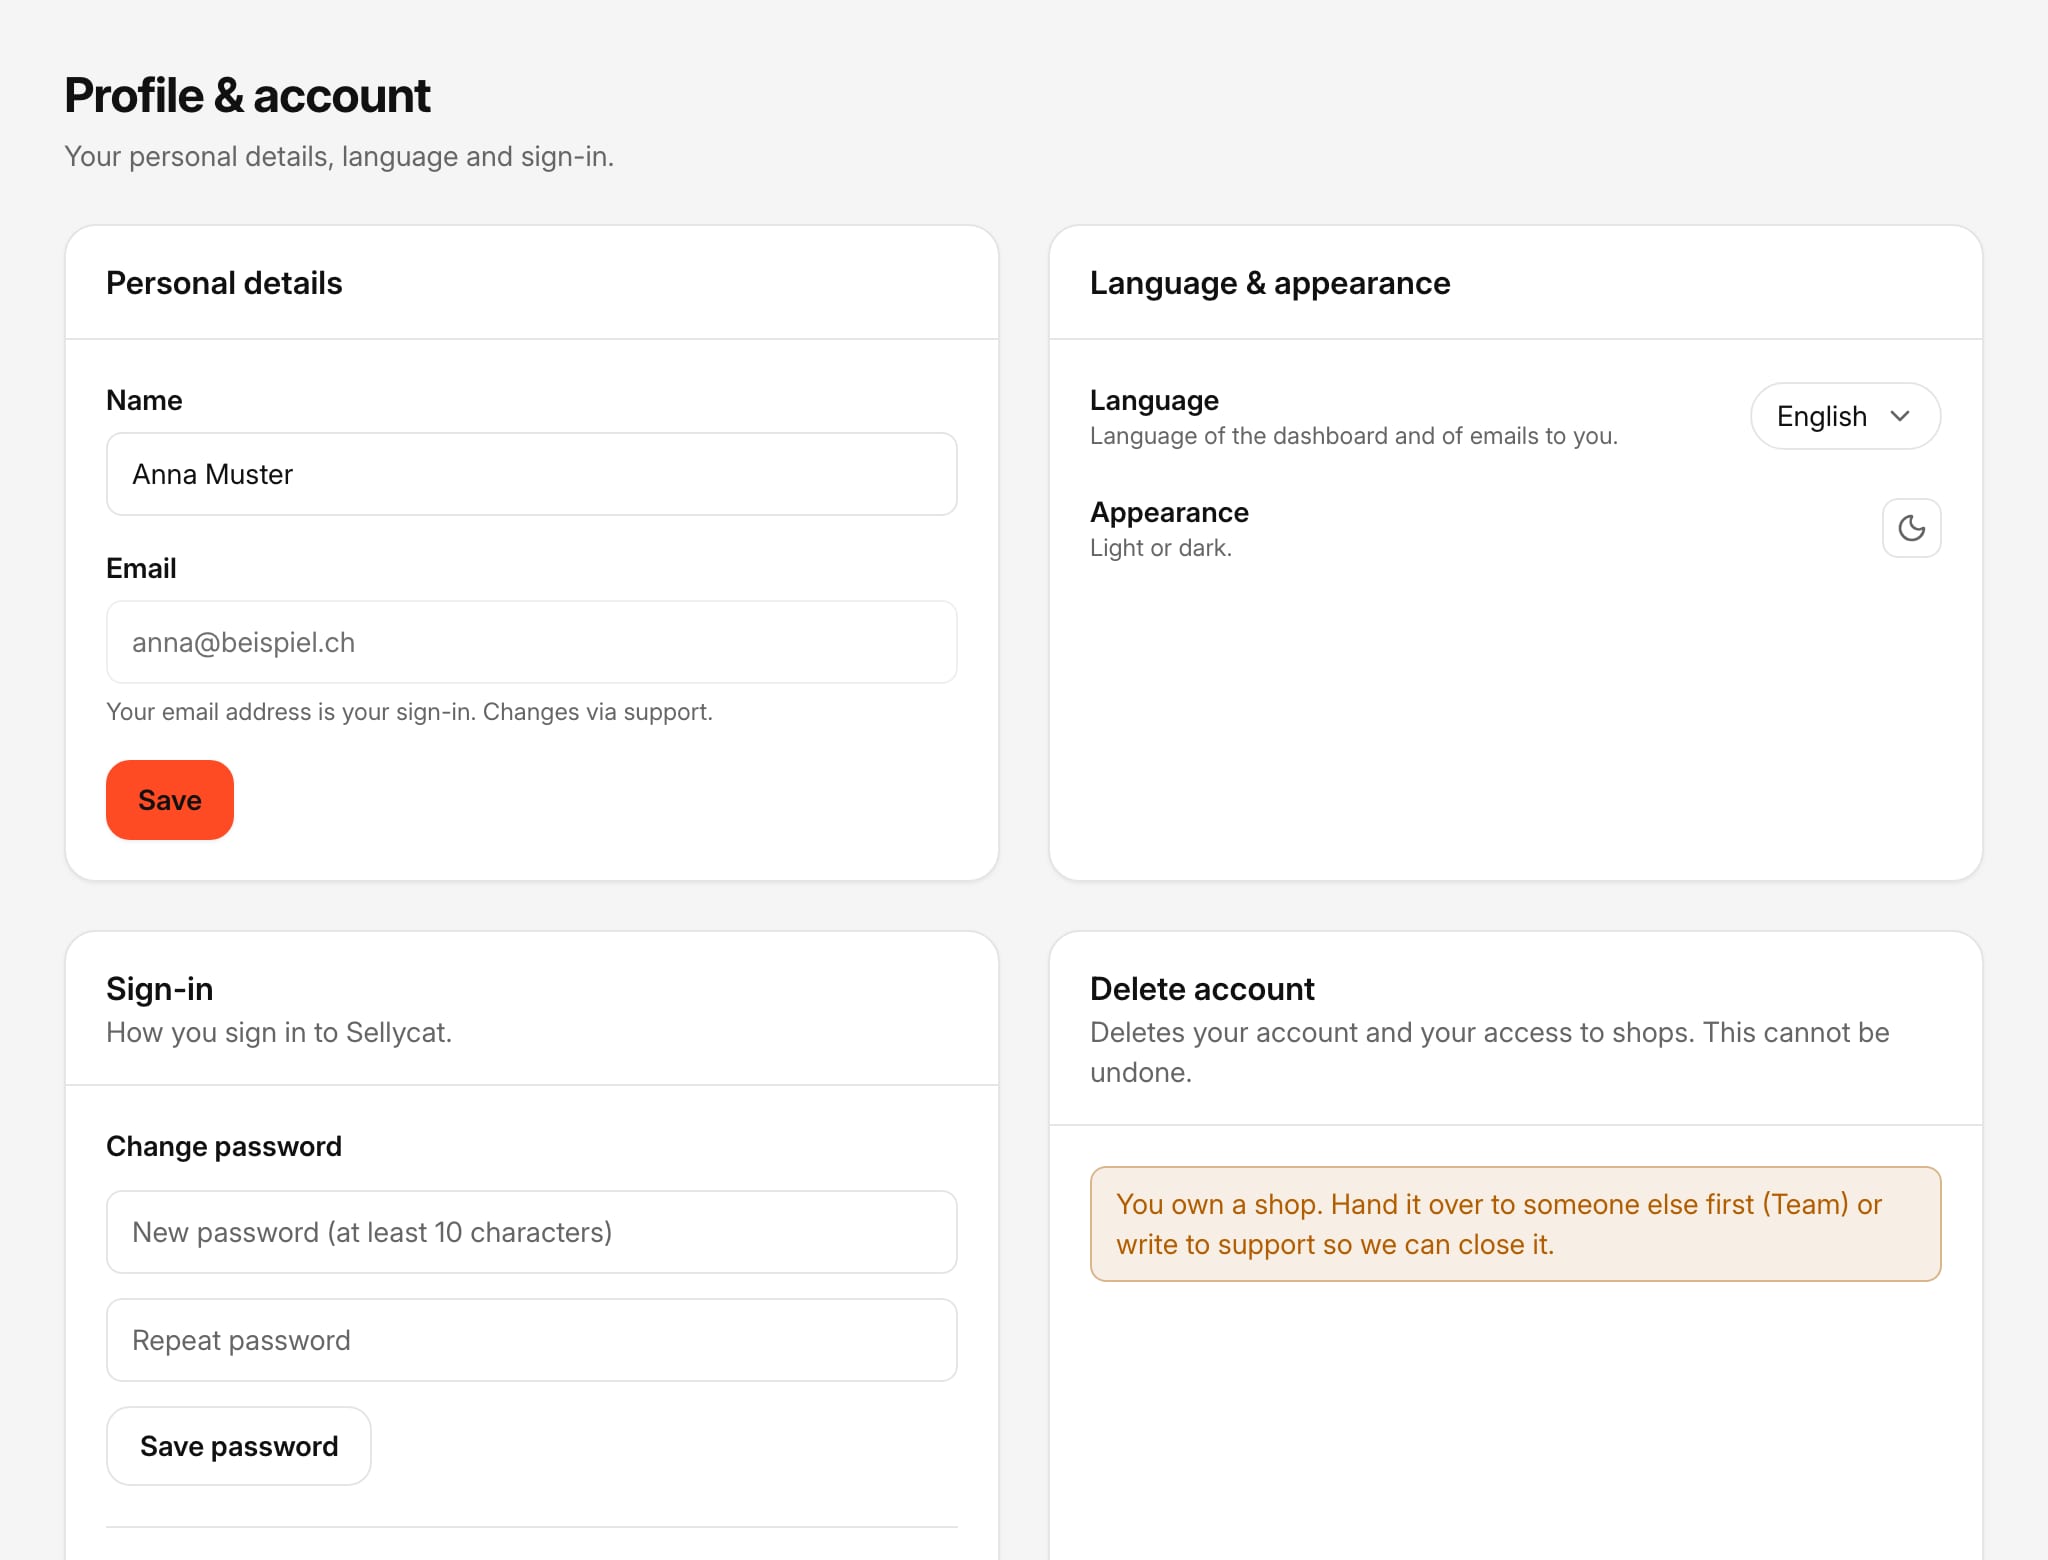 Profile & account
Your personal details, language and sign-in.
Personal details
Name
Anna Muster
Email
anna@beispiel.ch
Your email address is your sign-in. Changes via support.
Save
Language & appearance
Language
Language of the dashboard and of emails to you.
English
Appearance
Light or dark.
Sign-in
How you sign in to Sellycat.
Change password
New password (at least 10 characters)
Repeat password
Save password
Delete account
Deletes your account and your access to shops. This cannot be
undone.
You own a shop. Hand it over to someone else first (Team) or
write to support so we can close it.